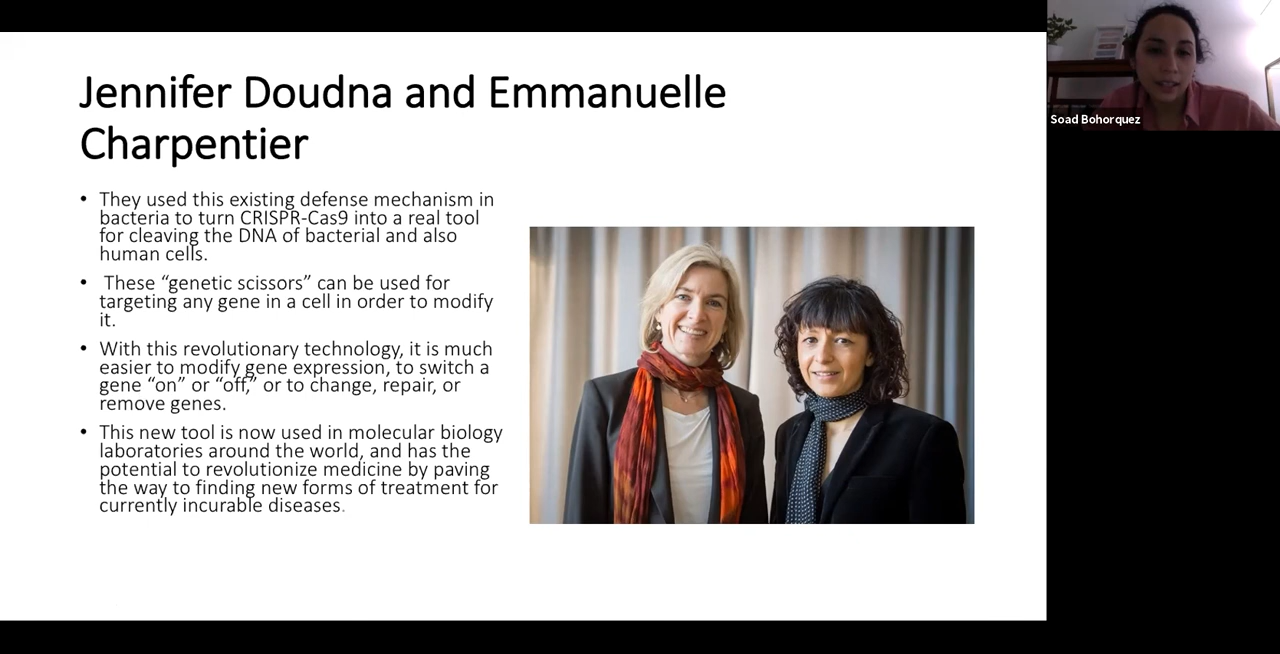 Jennifer Doudna and Emmanuelle
Charpentier
• They used this existing defense mechanism in
bacteria to turn CRISPR-Cas9 into a real tool
for cleaving the DNA of bacterial and also
human cells.
• These “genetic scissors” can be used for
targeting any gene in a cell in order to modify
it.
• With this revolutionary technology, it is much
easier to modify gene expression, to switch a
gene “on” or “off,” or to change, repair, or
remove genes.
• This new tool is now used in molecular biology
laboratories around the world, and has the
potential to revolutionize medicine by paving
the way to finding new forms of treatment for
currently incurable diseases.
Soad Bohorquez